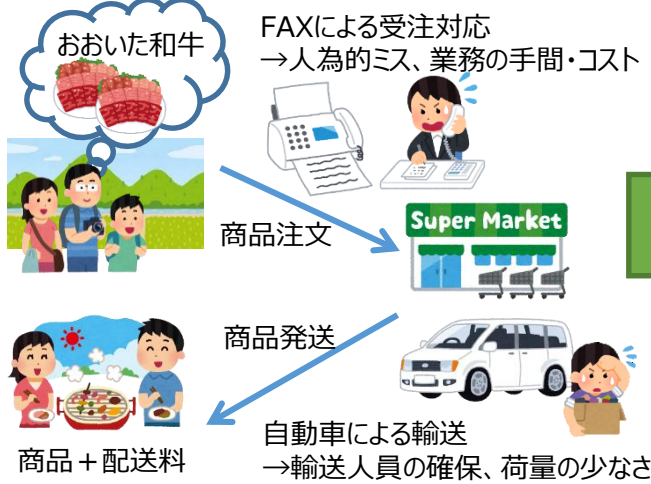 おおいた和牛
FAXによる受注対応
→人為的ミス、業務の手間・コスト
商品注文
Super Market
商品発送
商品+配送料
自動車による輸送
→輸送人員の確保、荷量の少なさ